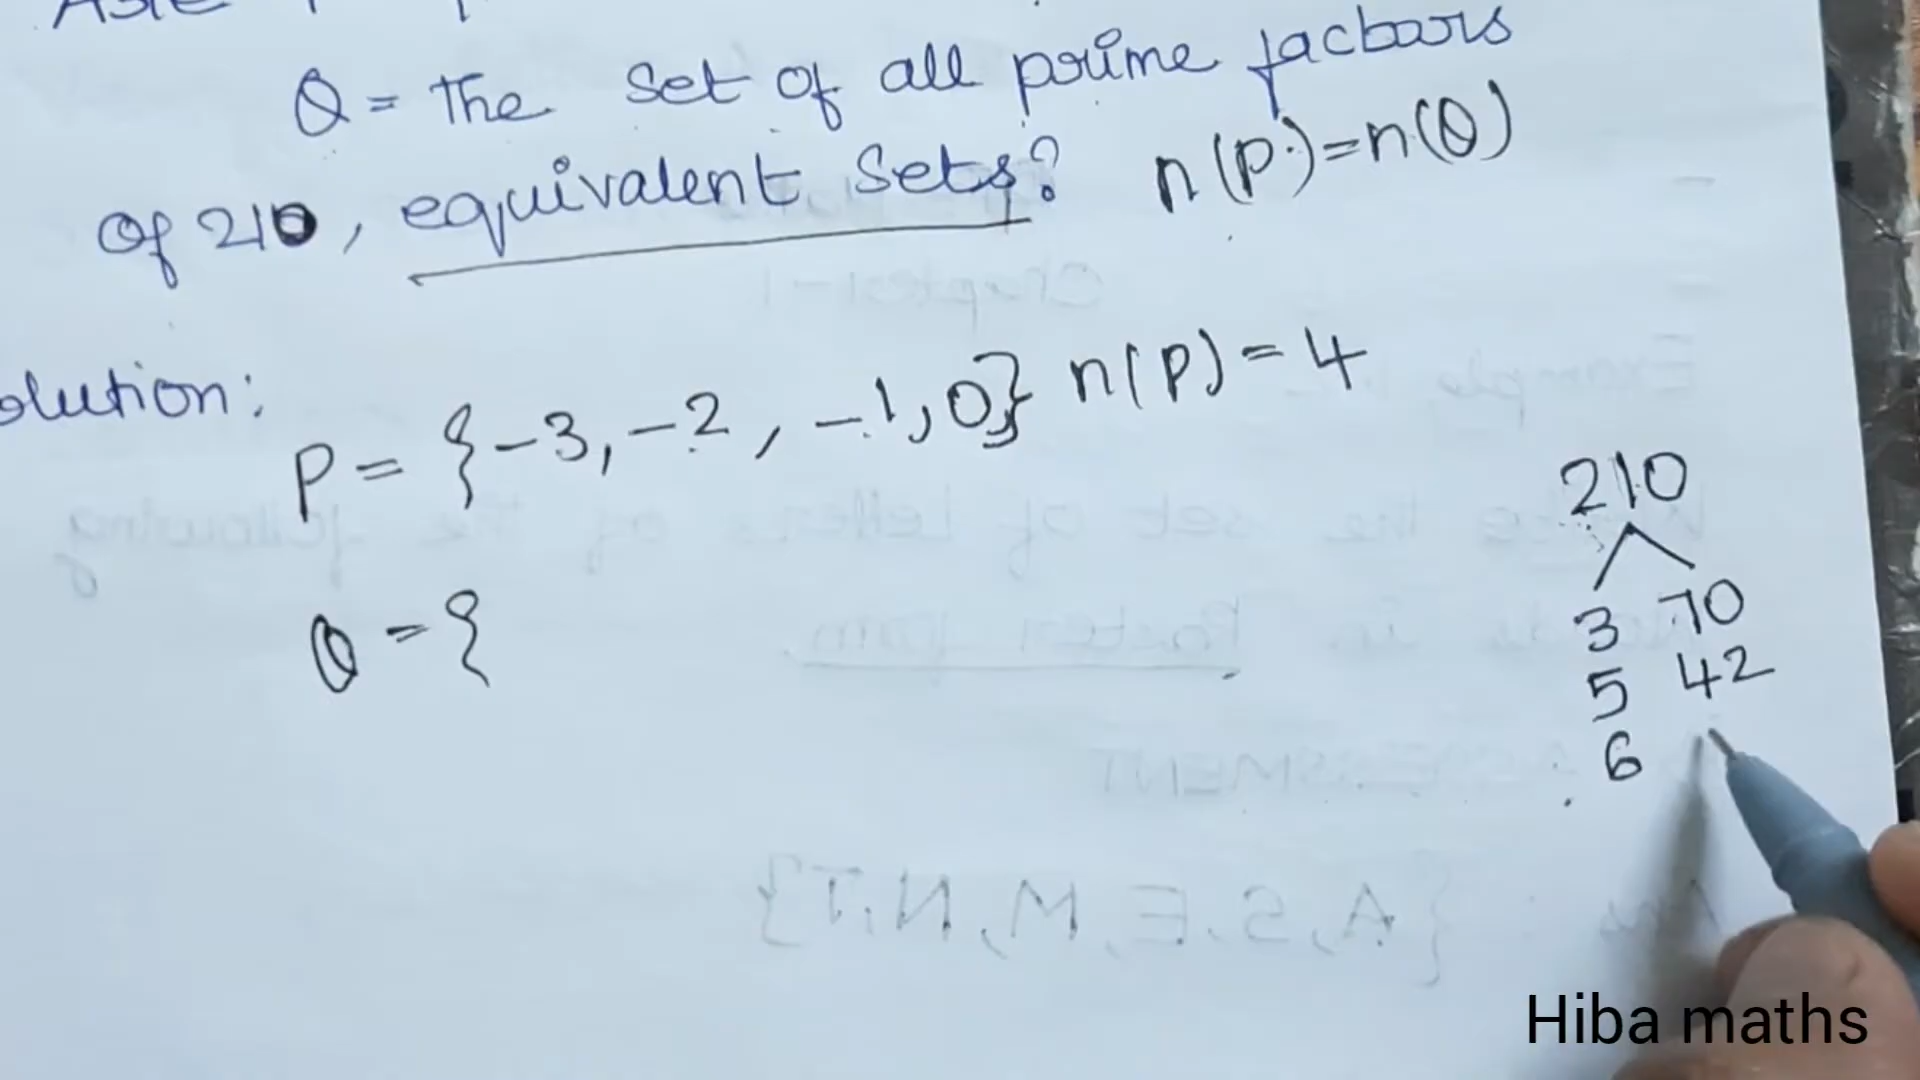 Q = The set of all prime factors
of 210, equivalent sets? n(P) = n(Q)
olution:
P = {-3, -2, -1, 0} n(P) = 4
Q = {
210
3 70
5 42
6
Hiba maths